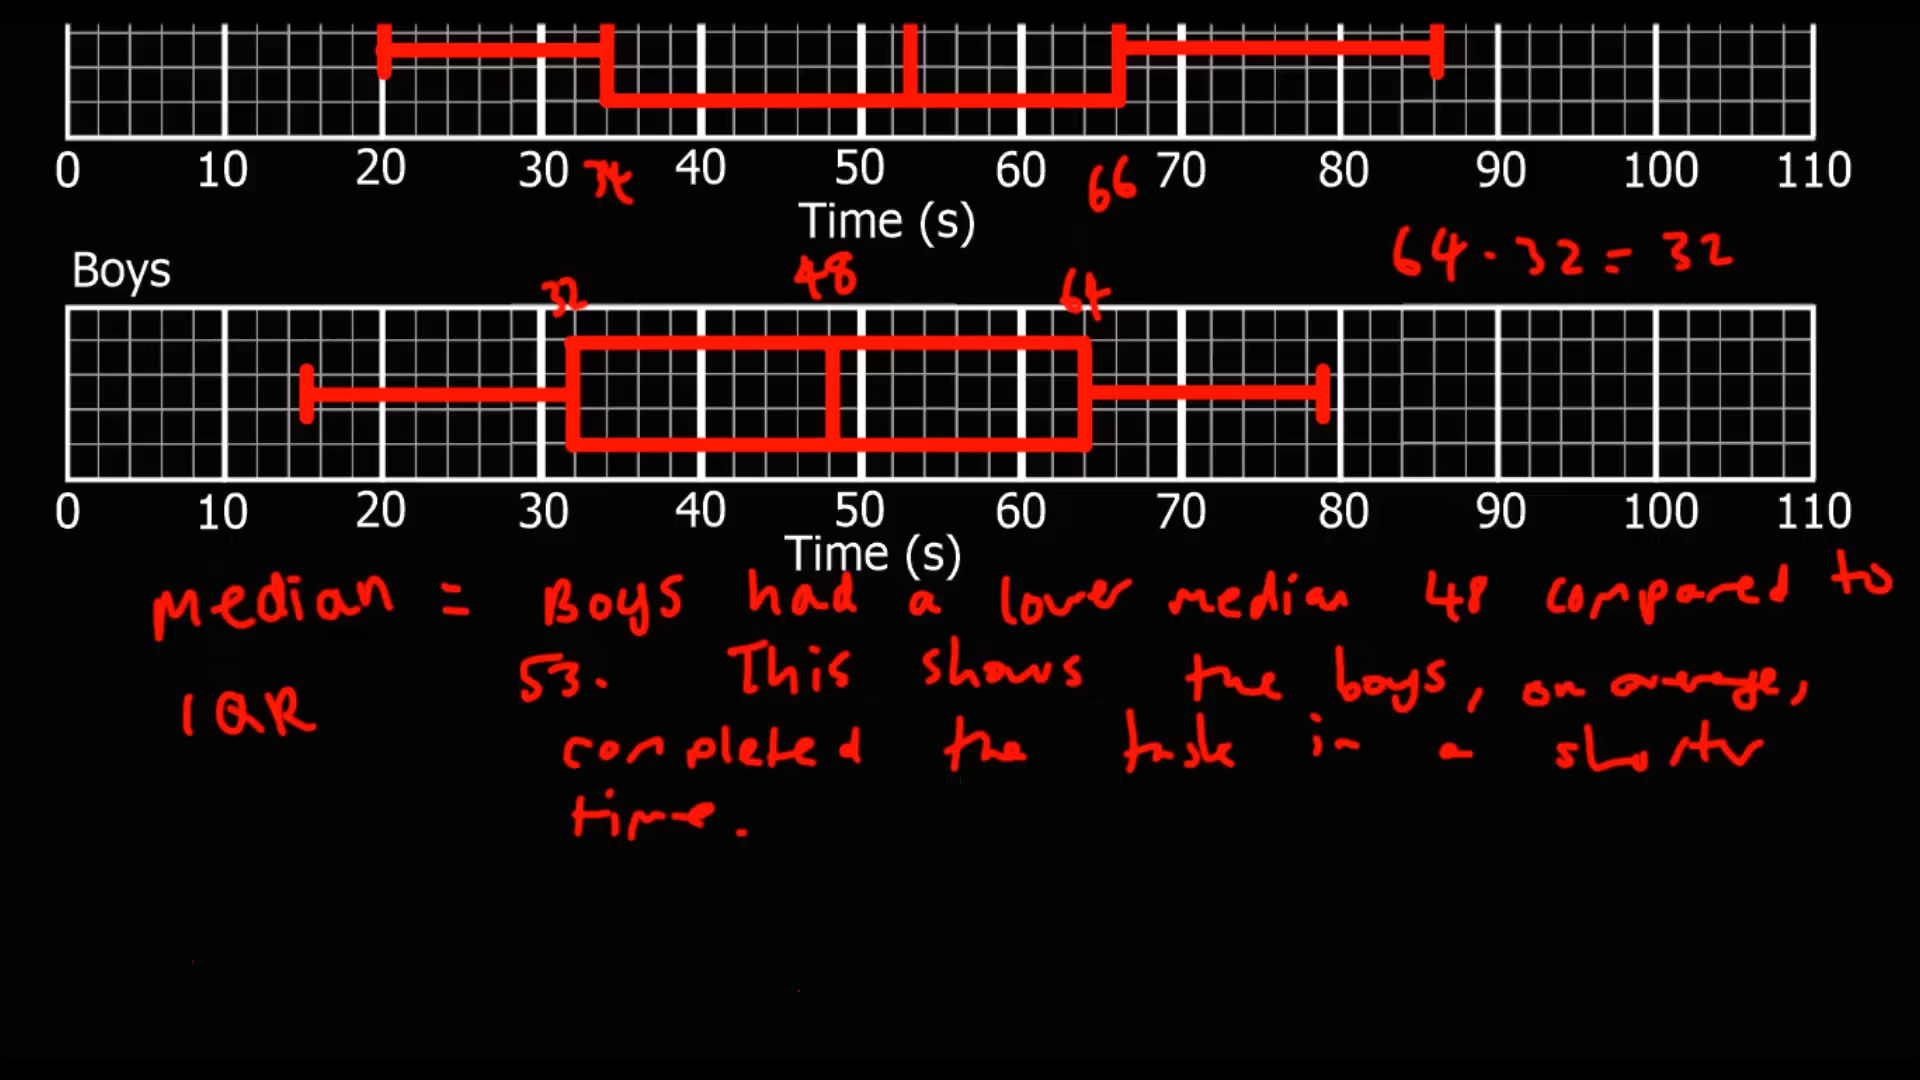 0 10 20 30 40 50 60 70 80 90 100 110
34 66
Time (s)
64 - 32 = 32
Boys
32 48 64
0 10 20 30 40 50 60 70 80 90 100 110
Time (s)
Median = Boys had a lower median 48 compared to
53. This shows the boys, on average,
IQR
completed the task in a shorter
time.